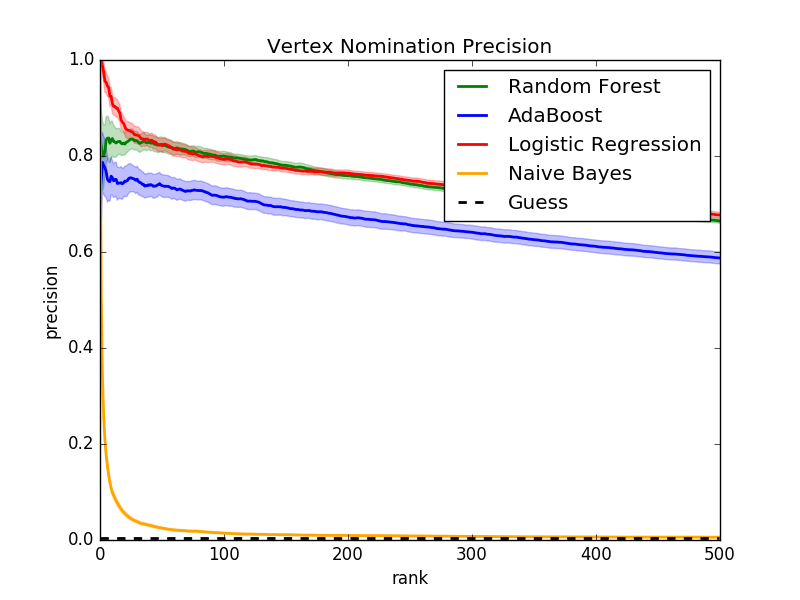 Vertex Nomination Precision
1.0
0.8
0.6
0.4
0.2
0.0
precision
Random Forest
AdaBoost
Logistic Regression
Naive Bayes
Guess
0 100 200 300 400 500
rank